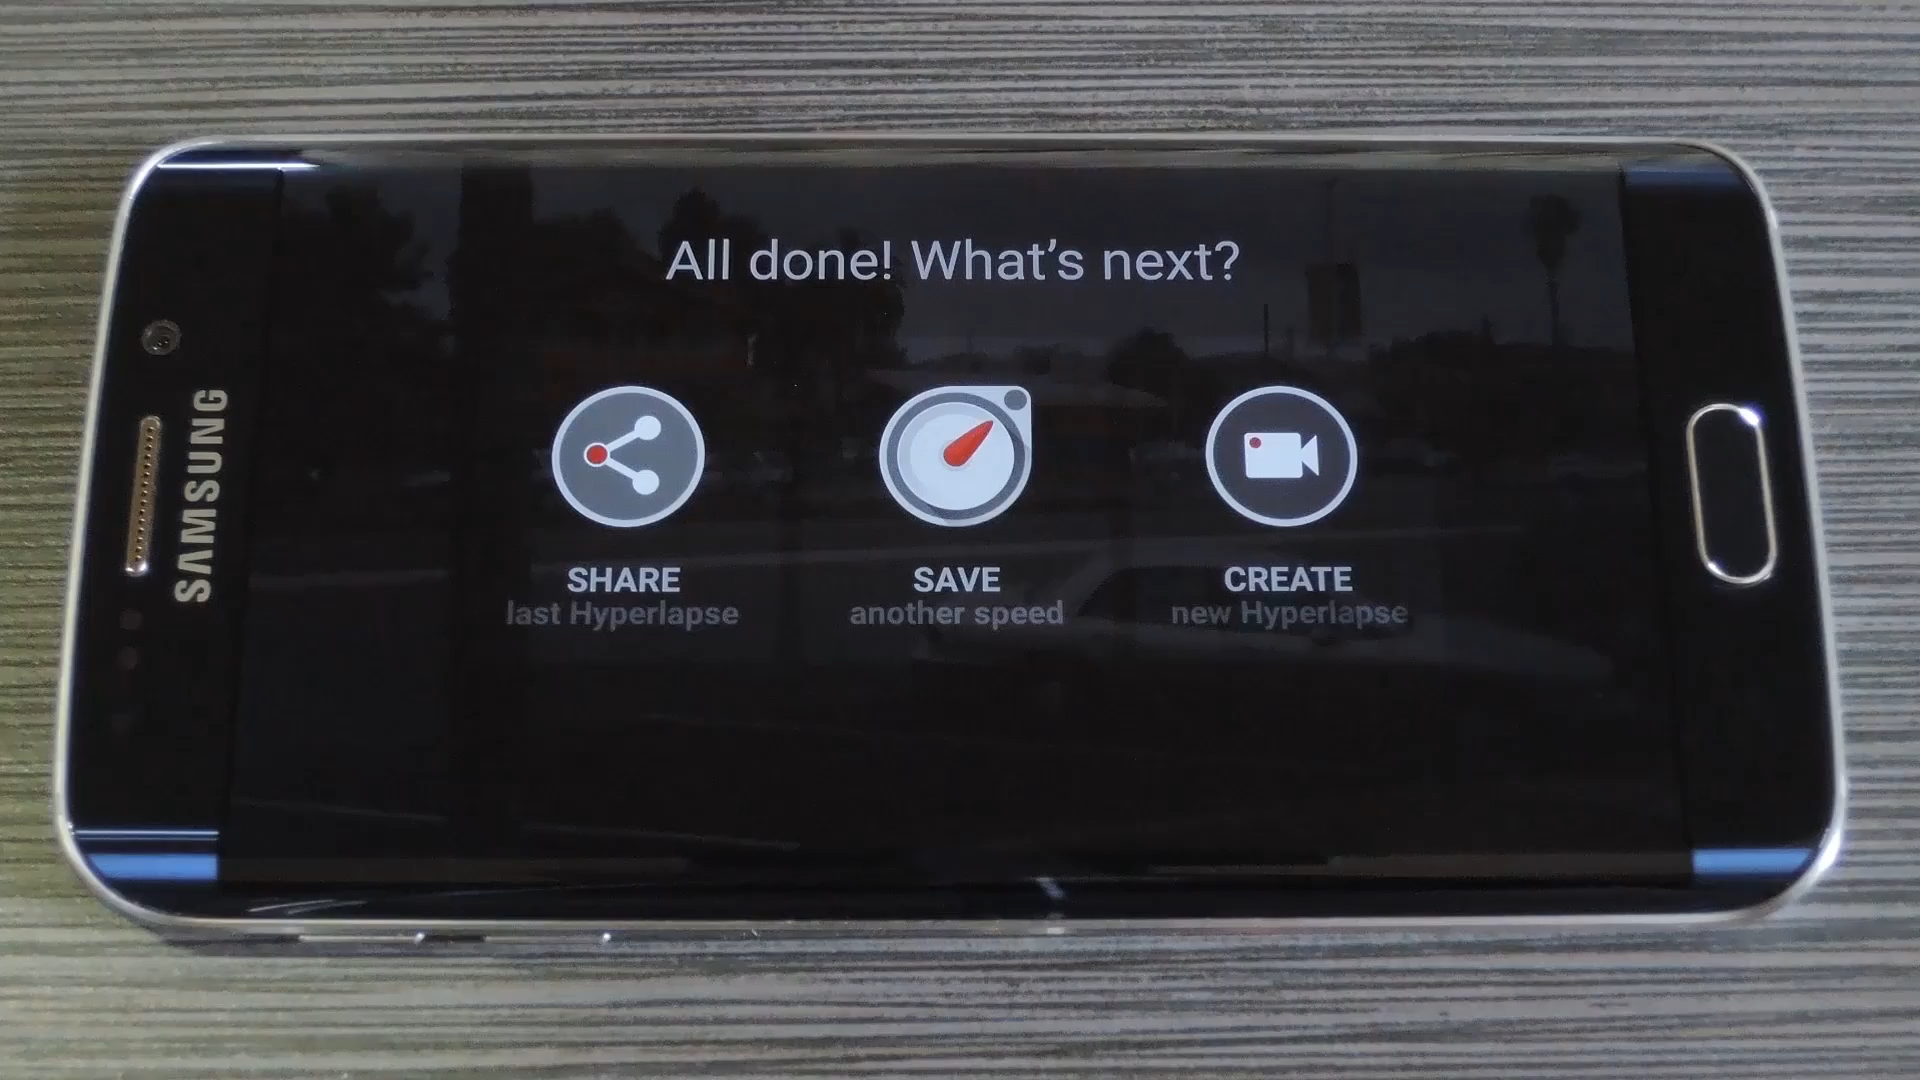 All done! What's next?
SAMSUNG
SHARE
last Hyperlapse
SAVE
another speed
CREATE
new Hyperlapse